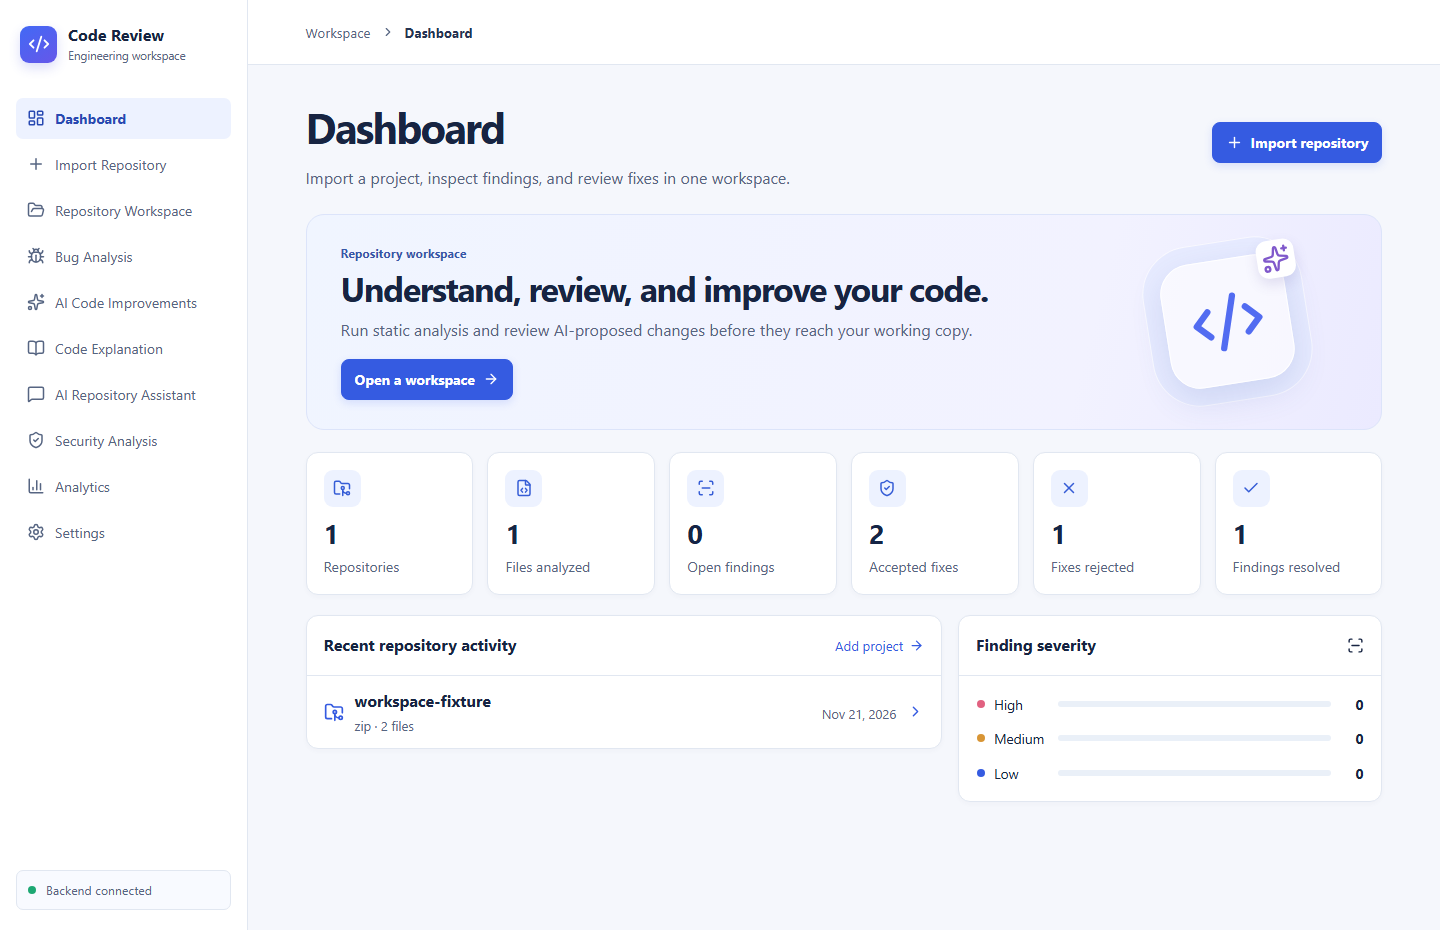 Code Review
Engineering workspace
Dashboard
Import Repository
Repository Workspace
Bug Analysis
AI Code Improvements
Code Explanation
AI Repository Assistant
Security Analysis
Analytics
Settings
Backend connected
Workspace > Dashboard
Dashboard
Import a project, inspect findings, and review fixes in one workspace.
+ Import repository
Repository workspace
Understand, review, and improve your code.
Run static analysis and review AI-proposed changes before they reach your working copy.
Open a workspace →
1
Repositories
1
Files analyzed
0
Open findings
2
Accepted fixes
1
Fixes rejected
1
Findings resolved
Recent repository activity
Add project →
workspace-fixture
zip · 2 files
Nov 21, 2026
Finding severity
High 0
Medium 0
Low 0